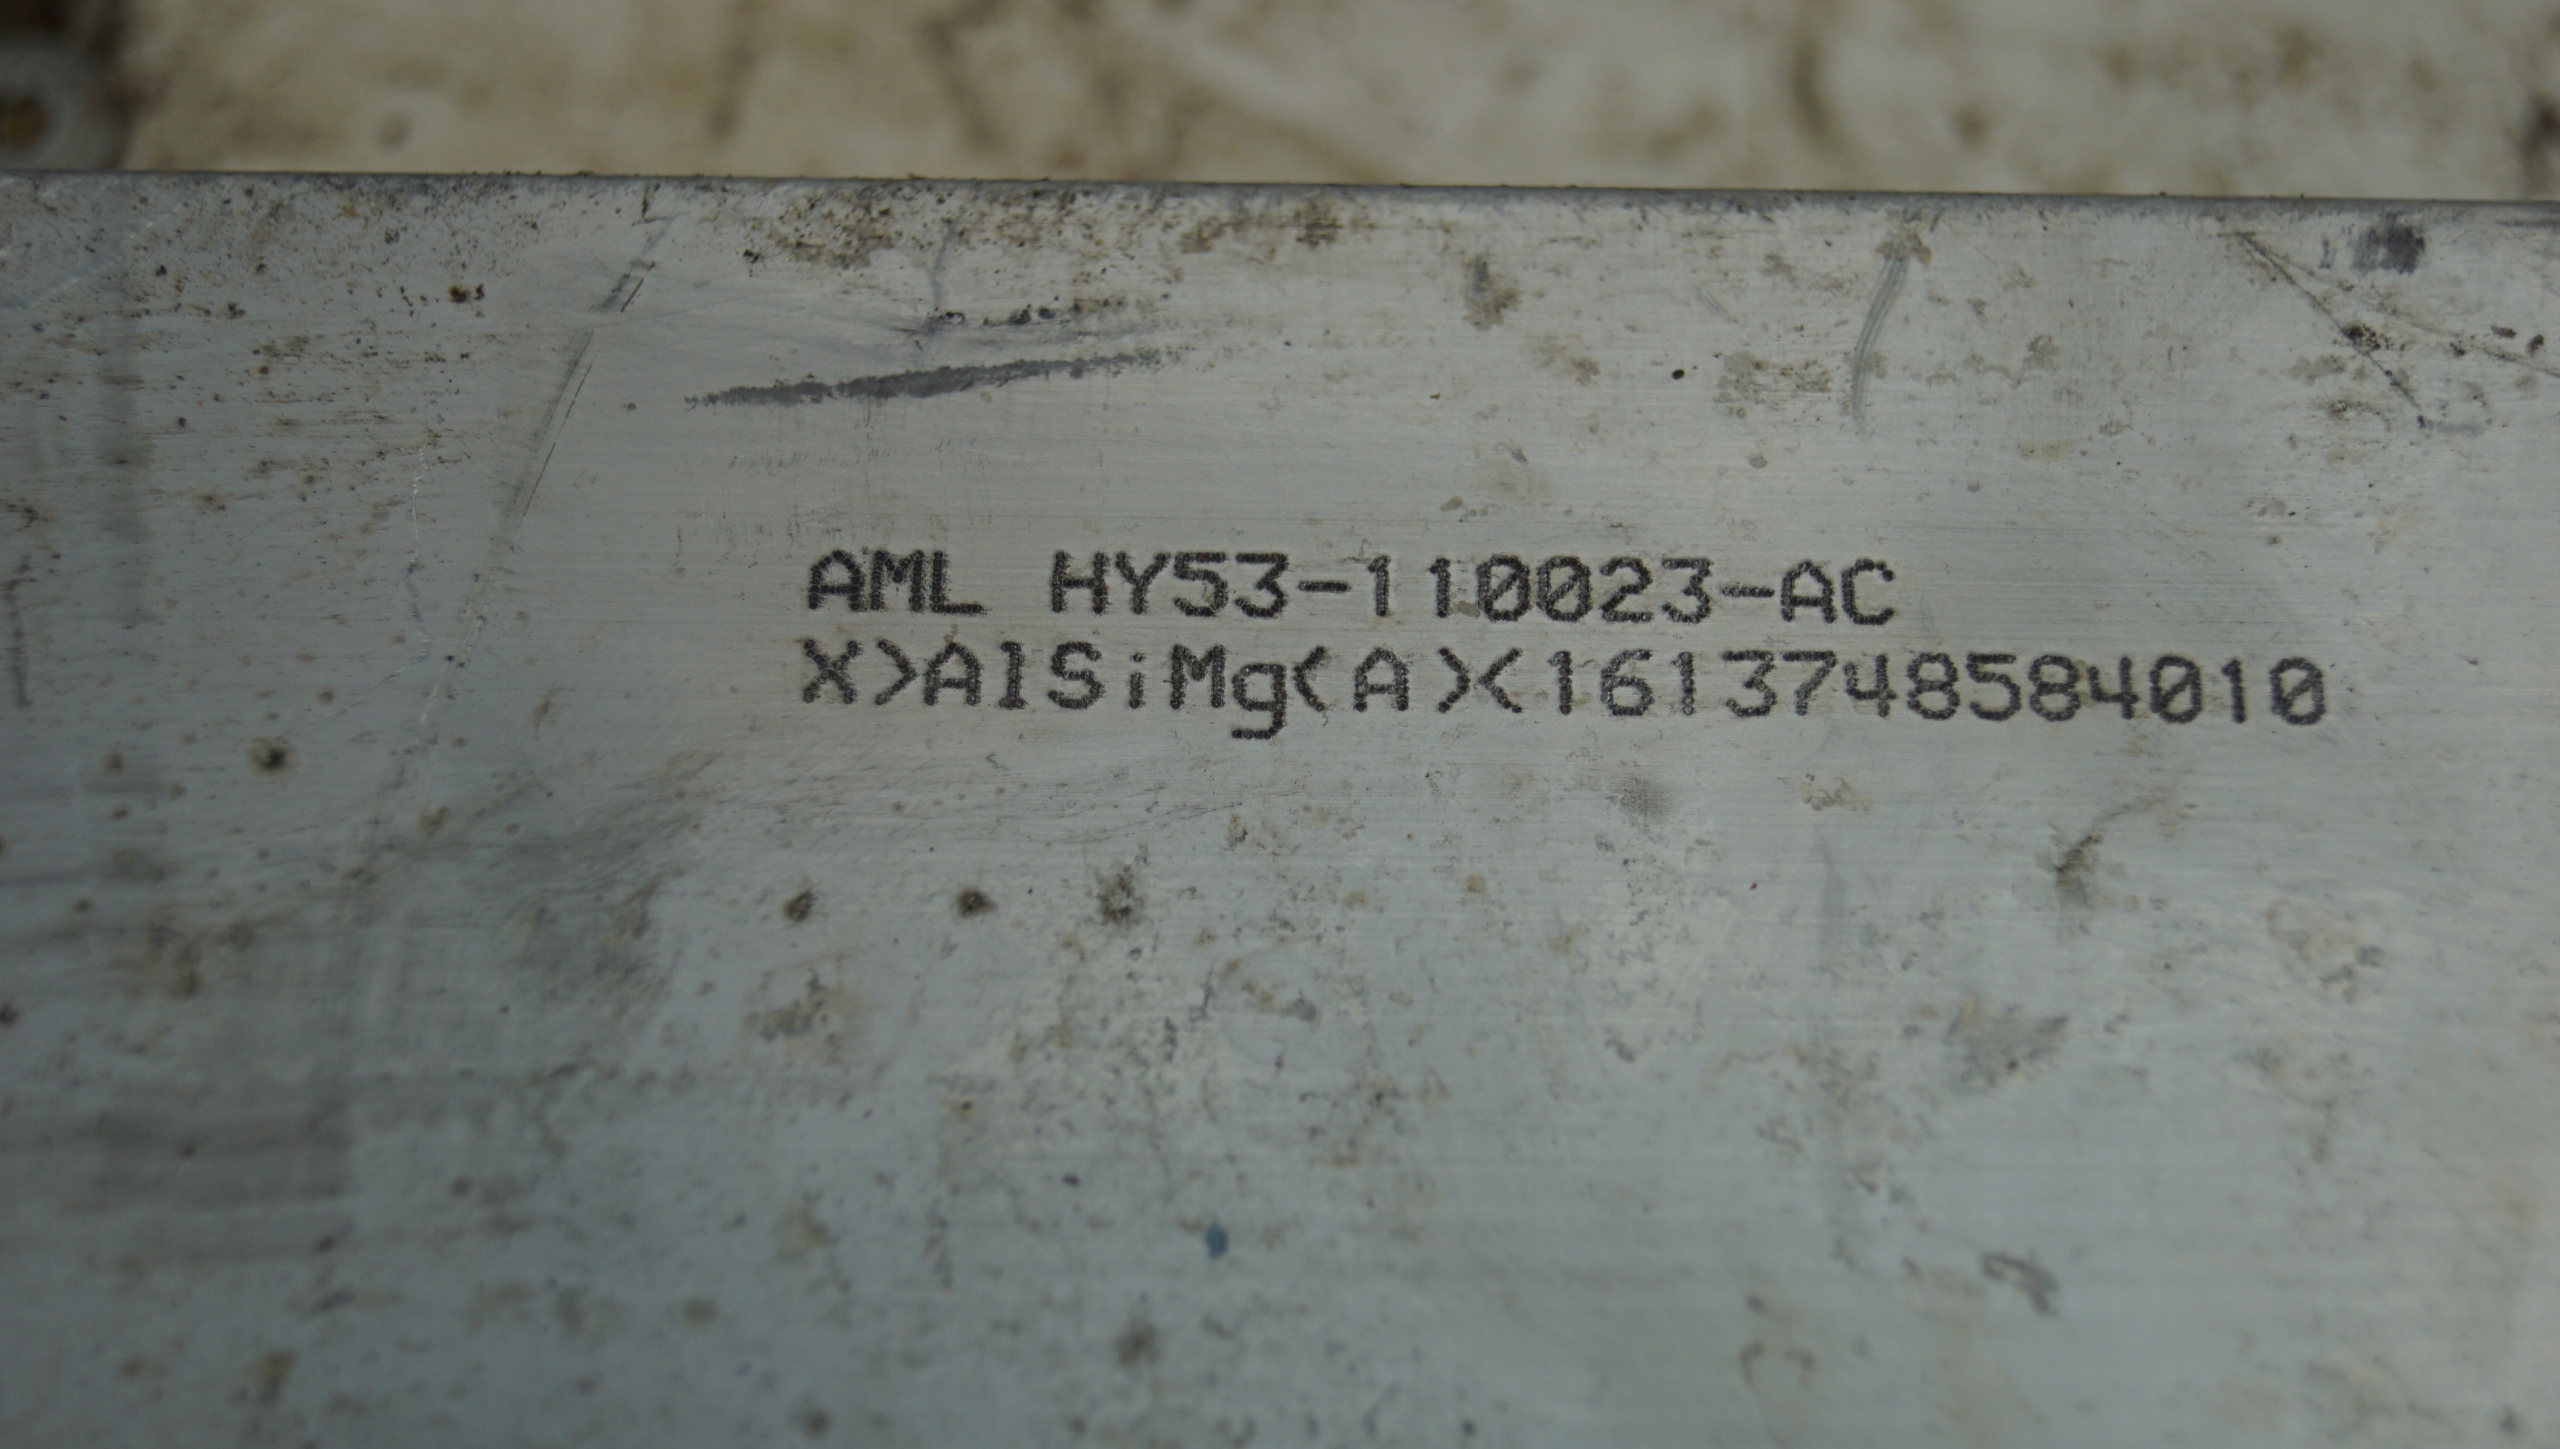 AML HY53-110023-AC
X>AlSiMg(A)<1613748584010